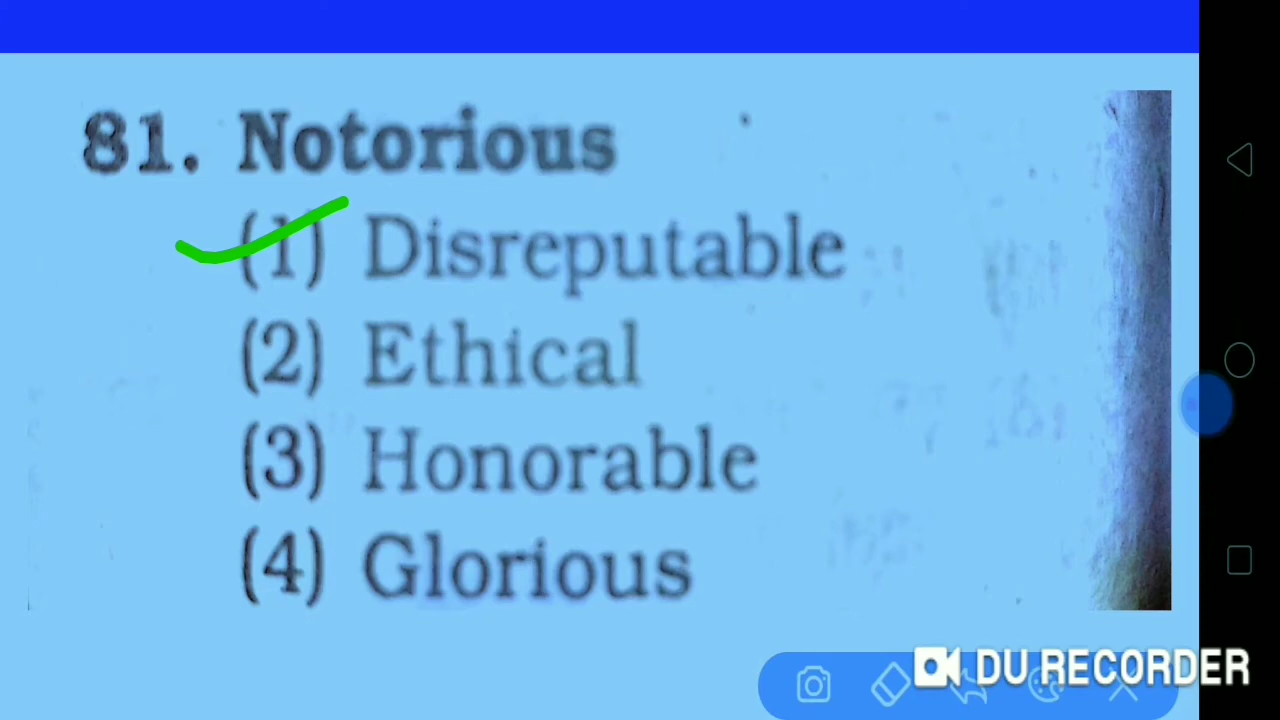 81. Notorious
(1) Disreputable
(2) Ethical
(3) Honorable
(4) Glorious
DU RECORDER